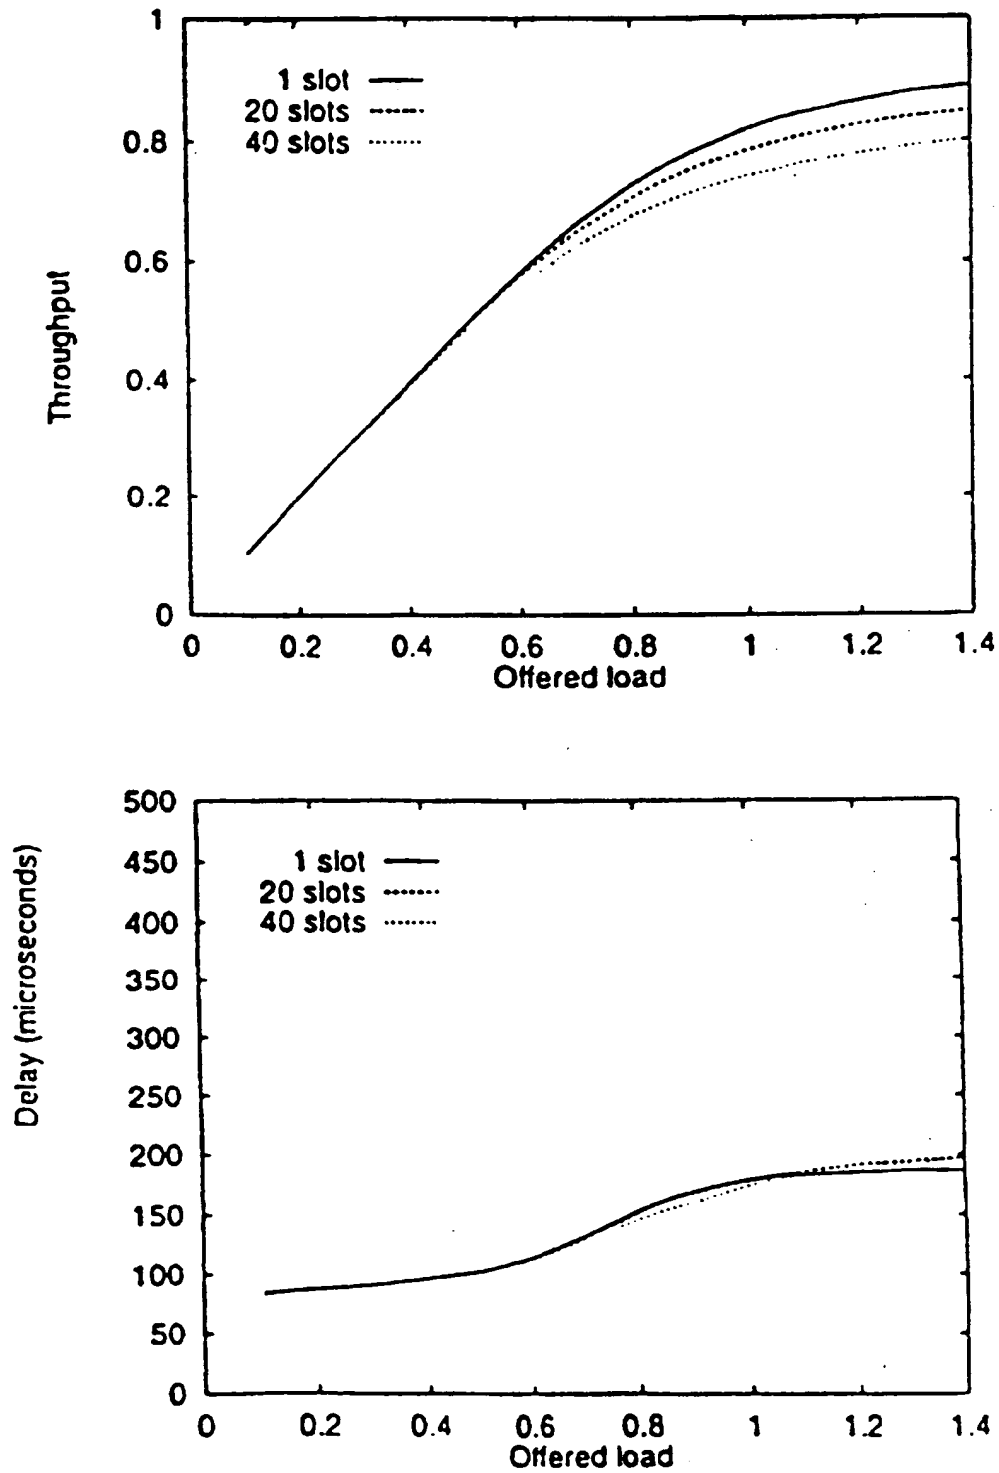 1
0.8
0.6
0.4
0.2
0
Throughput
1 slot
20 slots
40 slots
0 0.2 0.4 0.6 0.8 1 1.2 1.4
Offered load
500
450
400
350
300
250
200
150
100
50
0
Delay (microseconds)
1 slot
20 slots
40 slots
0 0.2 0.4 0.6 0.8 1 1.2 1.4
Offered load